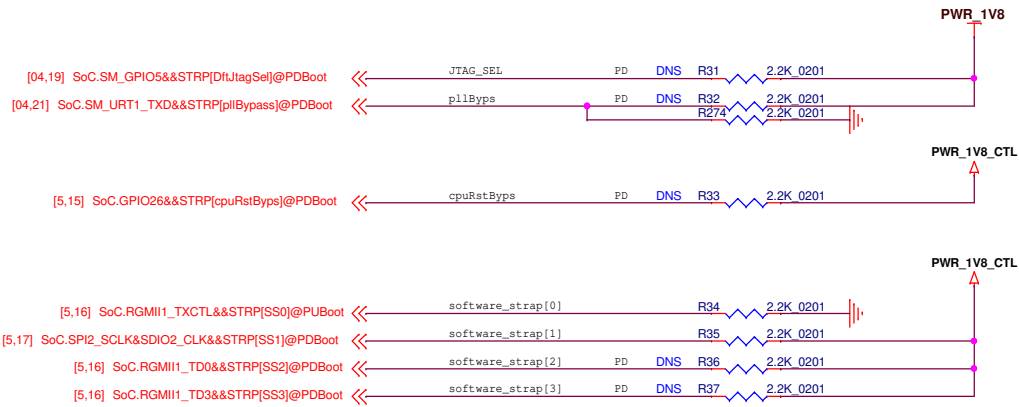 PWR_1V8
[04,19] SoC.SM_GPIO5&&STRP[DftJtagSel]@PDBoot JTAG_SEL PD DNS R31 2.2K_0201
[04,21] SoC.SM_URT1_TXD&&STRP[pllBypass]@PDBoot pllByps PD DNS R32 2.2K_0201
R274 2.2K_0201
PWR_1V8_CTL
[5,15] SoC.GPIO26&&STRP[cpuRstByps]@PDBoot cpuRstByps PD DNS R33 2.2K_0201
PWR_1V8_CTL
[5,16] SoC.RGMII1_TXCTL&&STRP[SS0]@PUBoot software_strap[0] R34 2.2K_0201
[5,17] SoC.SPI2_SCLK&SDIO2_CLK&&STRP[SS1]@PDBoot software_strap[1] R35 2.2K_0201
[5,16] SoC.RGMII1_TD0&&STRP[SS2]@PDBoot software_strap[2] PD DNS R36 2.2K_0201
[5,16] SoC.RGMII1_TD3&&STRP[SS3]@PDBoot software_strap[3] PD DNS R37 2.2K_0201